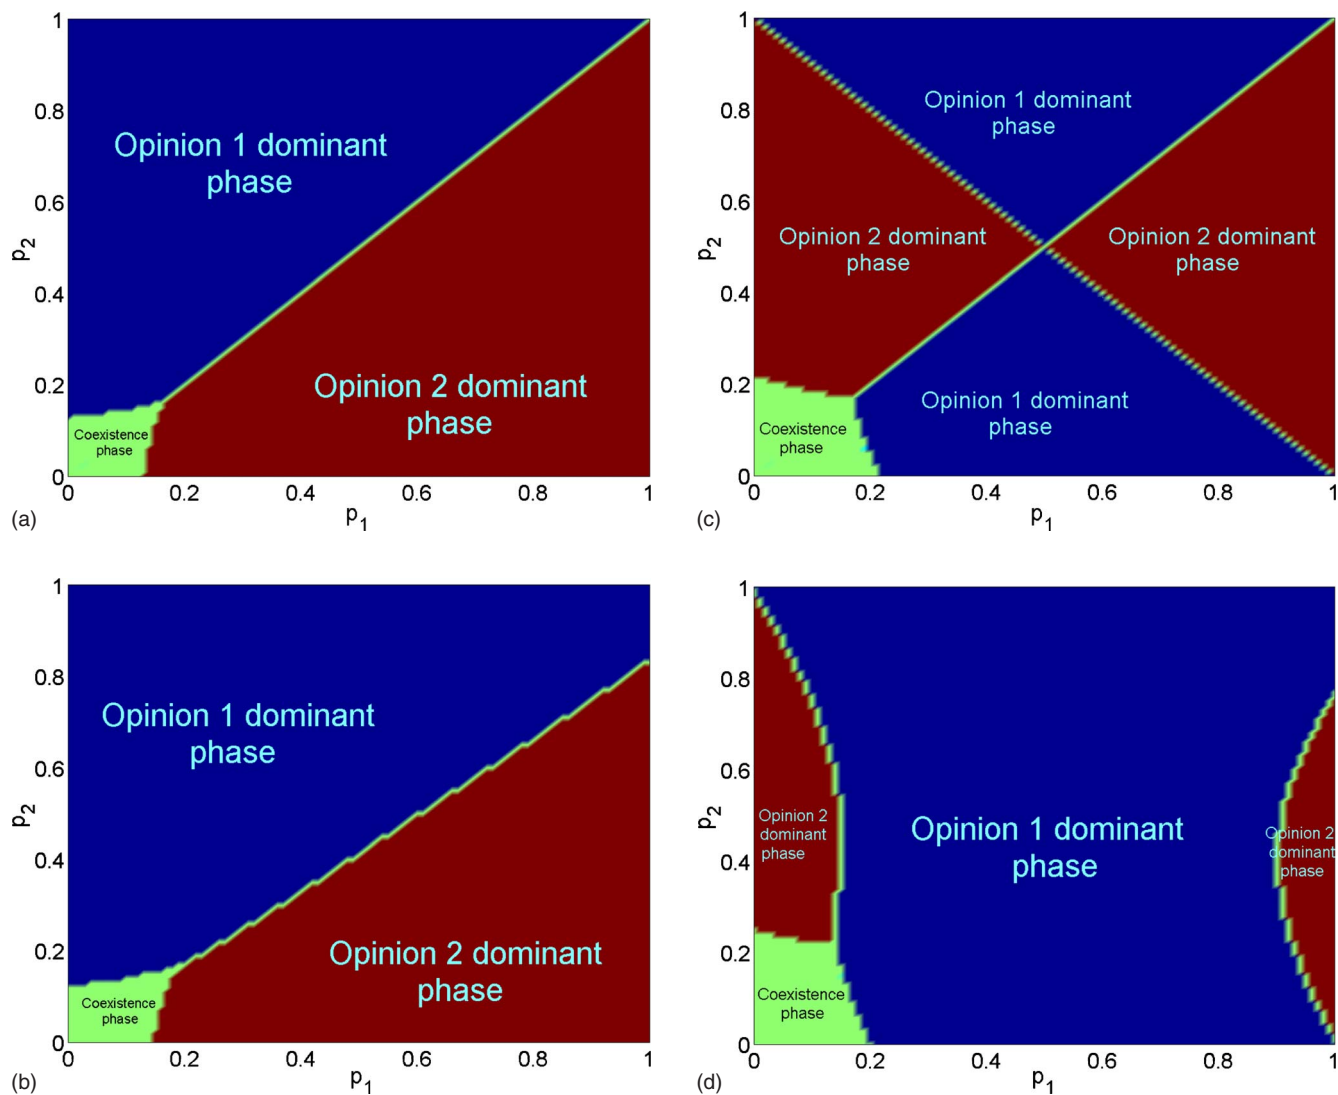 1
0.8
0.6
0.4
0.2
0
p2
Opinion 1 dominant
phase
Opinion 2 dominant
phase
Coexistence
phase
0 0.2 0.4 0.6 0.8 1
p1
(a)
1
0.8
0.6
0.4
0.2
0
p2
Opinion 1 dominant
phase
Opinion 2 dominant
phase
Opinion 2 dominant
phase
Opinion 1 dominant
phase
Coexistence
phase
0 0.2 0.4 0.6 0.8 1
p1
(c)
1
0.8
0.6
0.4
0.2
0
p2
Opinion 1 dominant
phase
Opinion 2 dominant
phase
Coexistence
phase
0 0.2 0.4 0.6 0.8 1
p1
(b)
1
0.8
0.6
0.4
0.2
0
p2
Opinion 2
dominant
phase
Opinion 1 dominant
phase
Opinion 2
dominant
phase
Coexistence
phase
0 0.2 0.4 0.6 0.8 1
p1
(d)